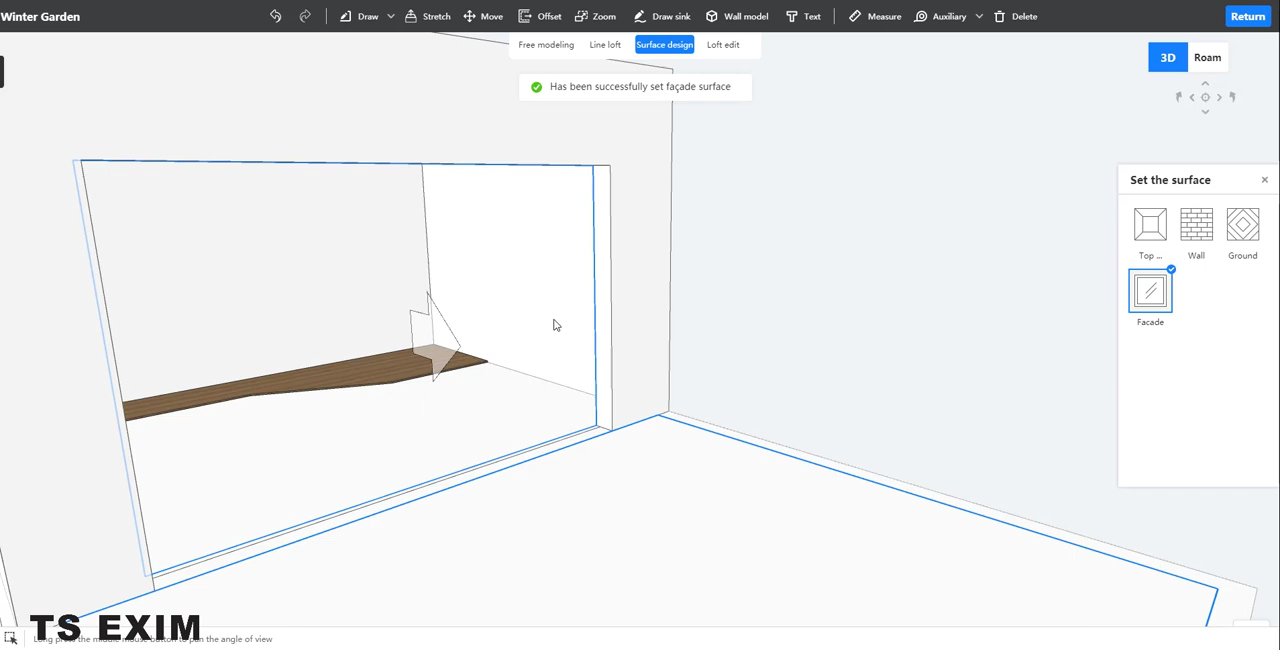 Winter Garden
Draw
Stretch
Move
Offset
Zoom
Draw sink
Wall model
Text
Measure
Auxiliary
Delete
Return
Free modeling
Line loft
Surface design
Loft edit
Has been successfully set façade surface
3D
Roam
Set the surface
Top ...
Wall
Ground
Facade
TS EXIM
Long press the middle mouse button to pan the angle of view